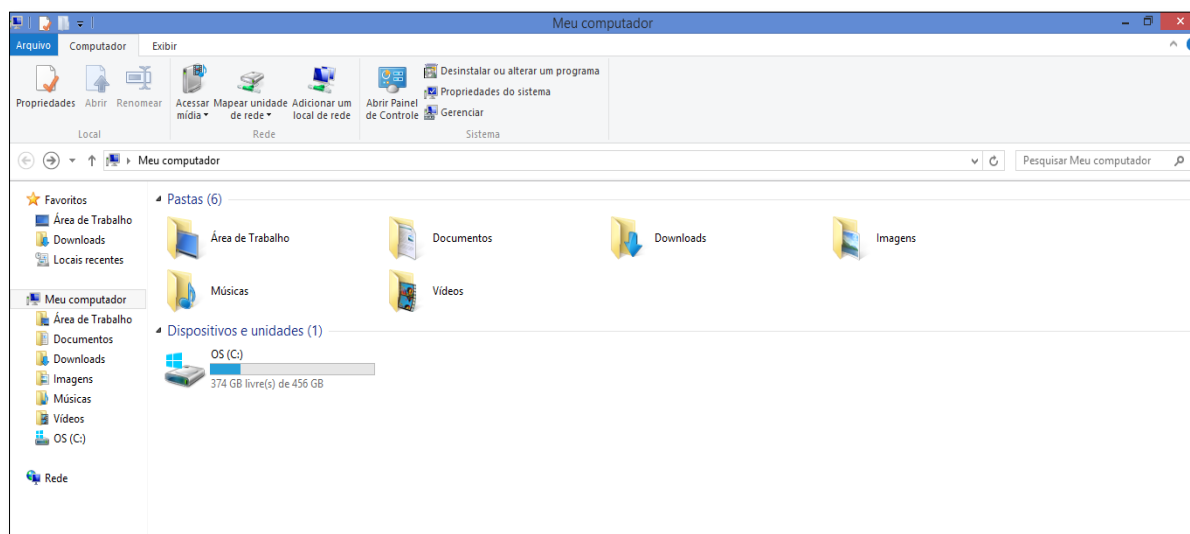 Meu computador
Arquivo Computador Exibir
Propriedades Abrir Renomear
Local
Acessar mídia Mapear unidade de rede Adicionar um local de rede
Rede
Abrir Painel de Controle
Desinstalar ou alterar um programa
Propriedades do sistema
Gerenciar
Sistema
Meu computador
Pesquisar Meu computador
Favoritos
Área de Trabalho
Downloads
Locais recentes
Meu computador
Área de Trabalho
Documentos
Downloads
Imagens
Músicas
Vídeos
OS (C:)
Rede
Pastas (6)
Área de Trabalho Documentos Downloads Imagens
Músicas Vídeos
Dispositivos e unidades (1)
OS (C:)
374 GB livre(s) de 456 GB